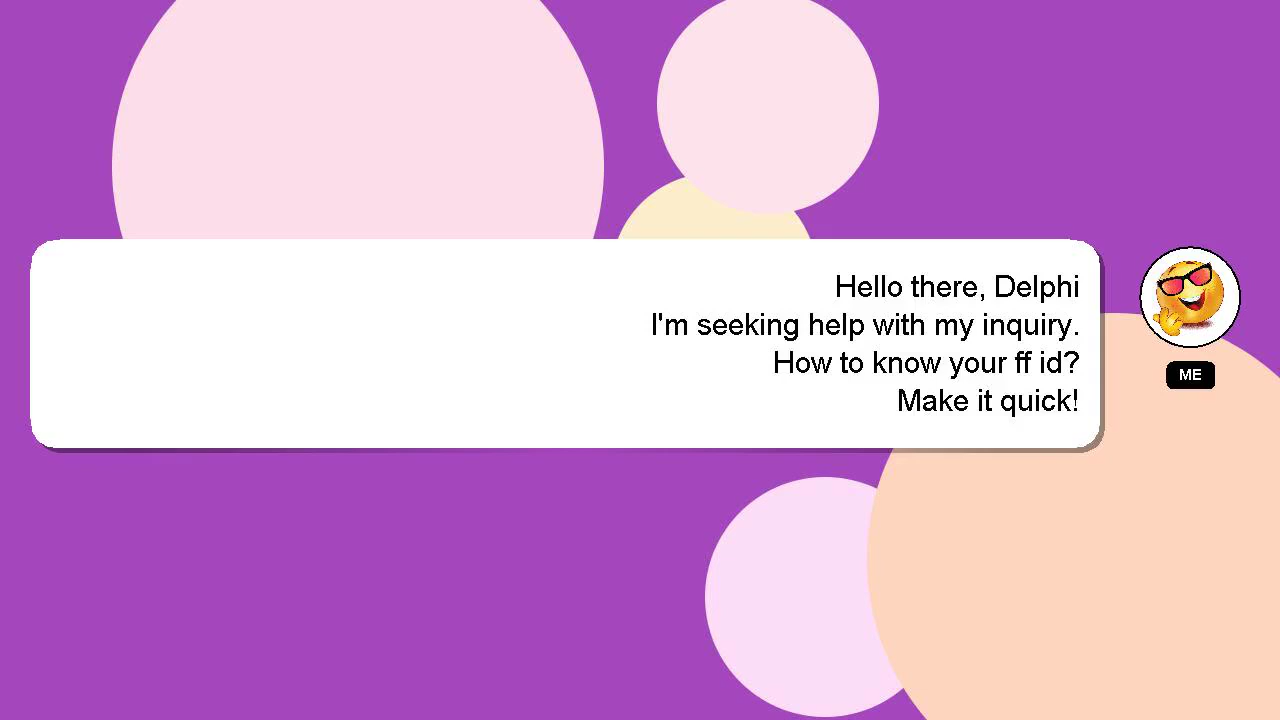 Hello there, Delphi
I'm seeking help with my inquiry.
How to know your ff id?
Make it quick!
ME